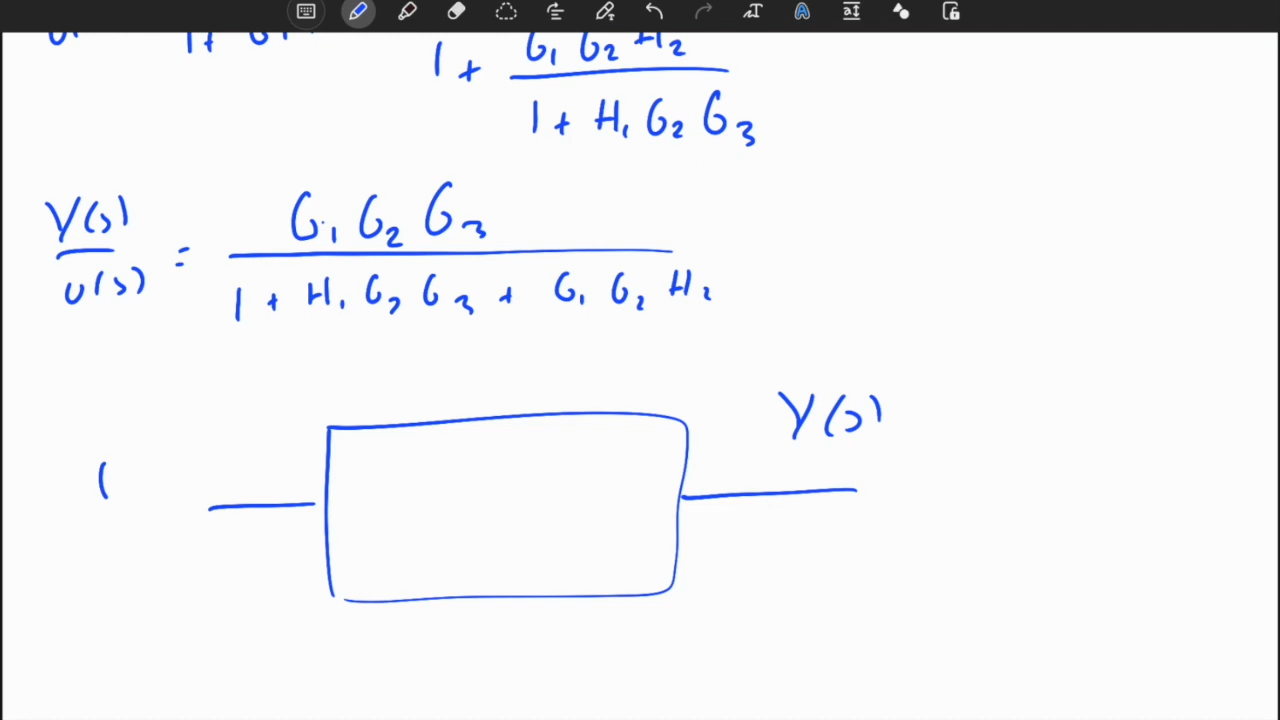 1 + G₁ G₂ H₂
1 + H₁ G₂ G₃
Y(s)
G₁ G₂ G₃
=
U(s)
1 + H₁ G₂ G₃ + G₁ G₂ H₂
Y(s)